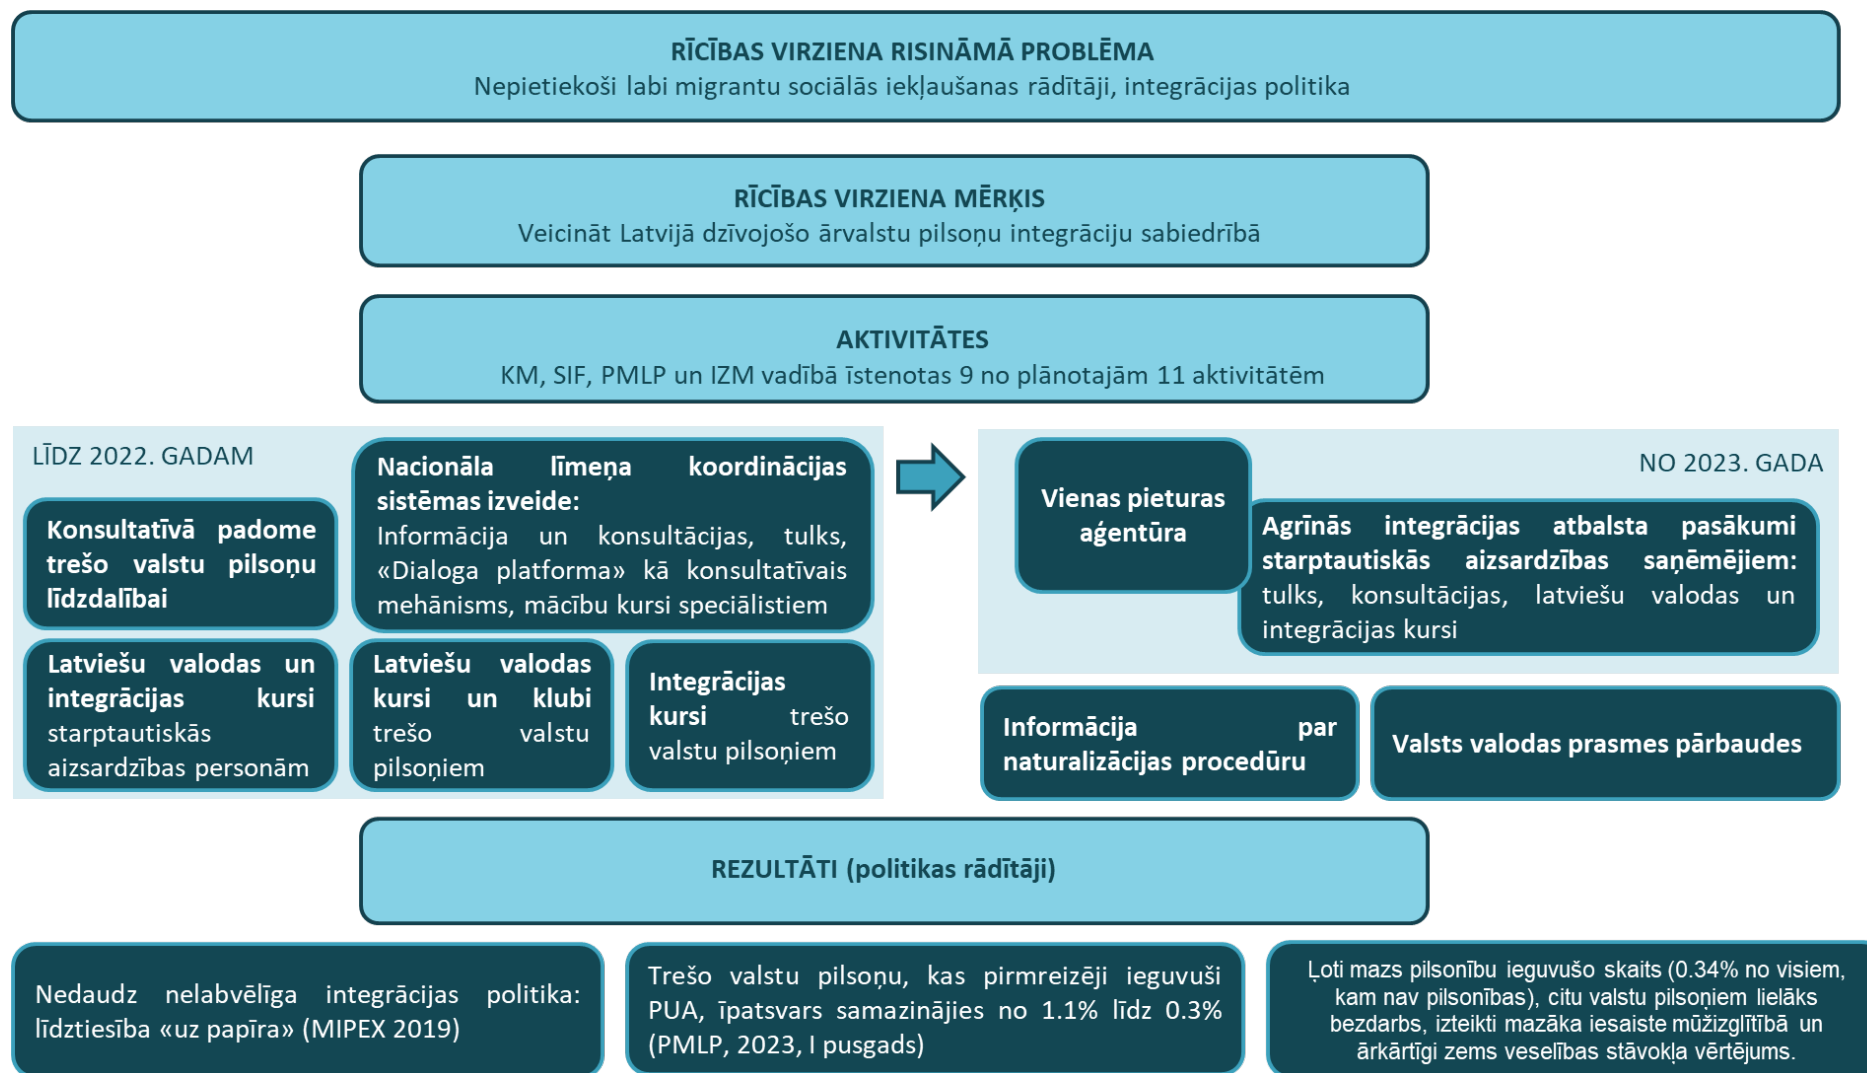 RĪCĪBAS VIRZIENA RISINĀMĀ PROBLĒMA
Nepietiekoši labi migrantu sociālās iekļaušanas rādītāji, integrācijas politika
RĪCĪBAS VIRZIENA MĒRĶIS
Veicināt Latvijā dzīvojošo ārvalstu pilsoņu integrāciju sabiedrībā
AKTIVITĀTES
KM, SIF, PMLP un IZM vadībā īstenotas 9 no plānotajām 11 aktivitātēm
LĪDZ 2022. GADAM
Konsultatīvā padome
trešo valstu pilsoņu
līdzdalībai
Nacionāla līmeņa koordinācijas
sistēmas izveide:
Informācija un konsultācijas, tulks,
«Dialoga platforma» kā konsultatīvais
mehānisms, mācību kursi speciālistiem
Latviešu valodas un
integrācijas kursi
starptautiskās
aizsardzības personām
Latviešu valodas
kursi un klubi
trešo valstu
pilsoņiem
Integrācijas
kursi trešo
valstu pilsoņiem
NO 2023. GADA
Vienas pieturas
aģentūra
Agrīnās integrācijas atbalsta pasākumi
starptautiskās aizsardzības saņēmējiem:
tulks, konsultācijas, latviešu valodas un
integrācijas kursi
Informācija par
naturalizācijas procedūru
Valsts valodas prasmes pārbaudes
REZULTĀTI (politikas rādītāji)
Nedaudz nelabvēlīga integrācijas politika:
līdztiesība «uz papīra» (MIPEX 2019)
Trešo valstu pilsoņu, kas pirmreizēji ieguvuši
PUA, īpatsvars samazinājies no 1.1% līdz 0.3%
(PMLP, 2023, I pusgads)
Ļoti mazs pilsonību ieguvušo skaits (0.34% no visiem,
kam nav pilsonības), citu valstu pilsoņiem lielāks
bezdarbs, izteikti mazāka iesaiste mūžizglītībā un
ārkārtīgi zems veselības stāvokļa vērtējums.